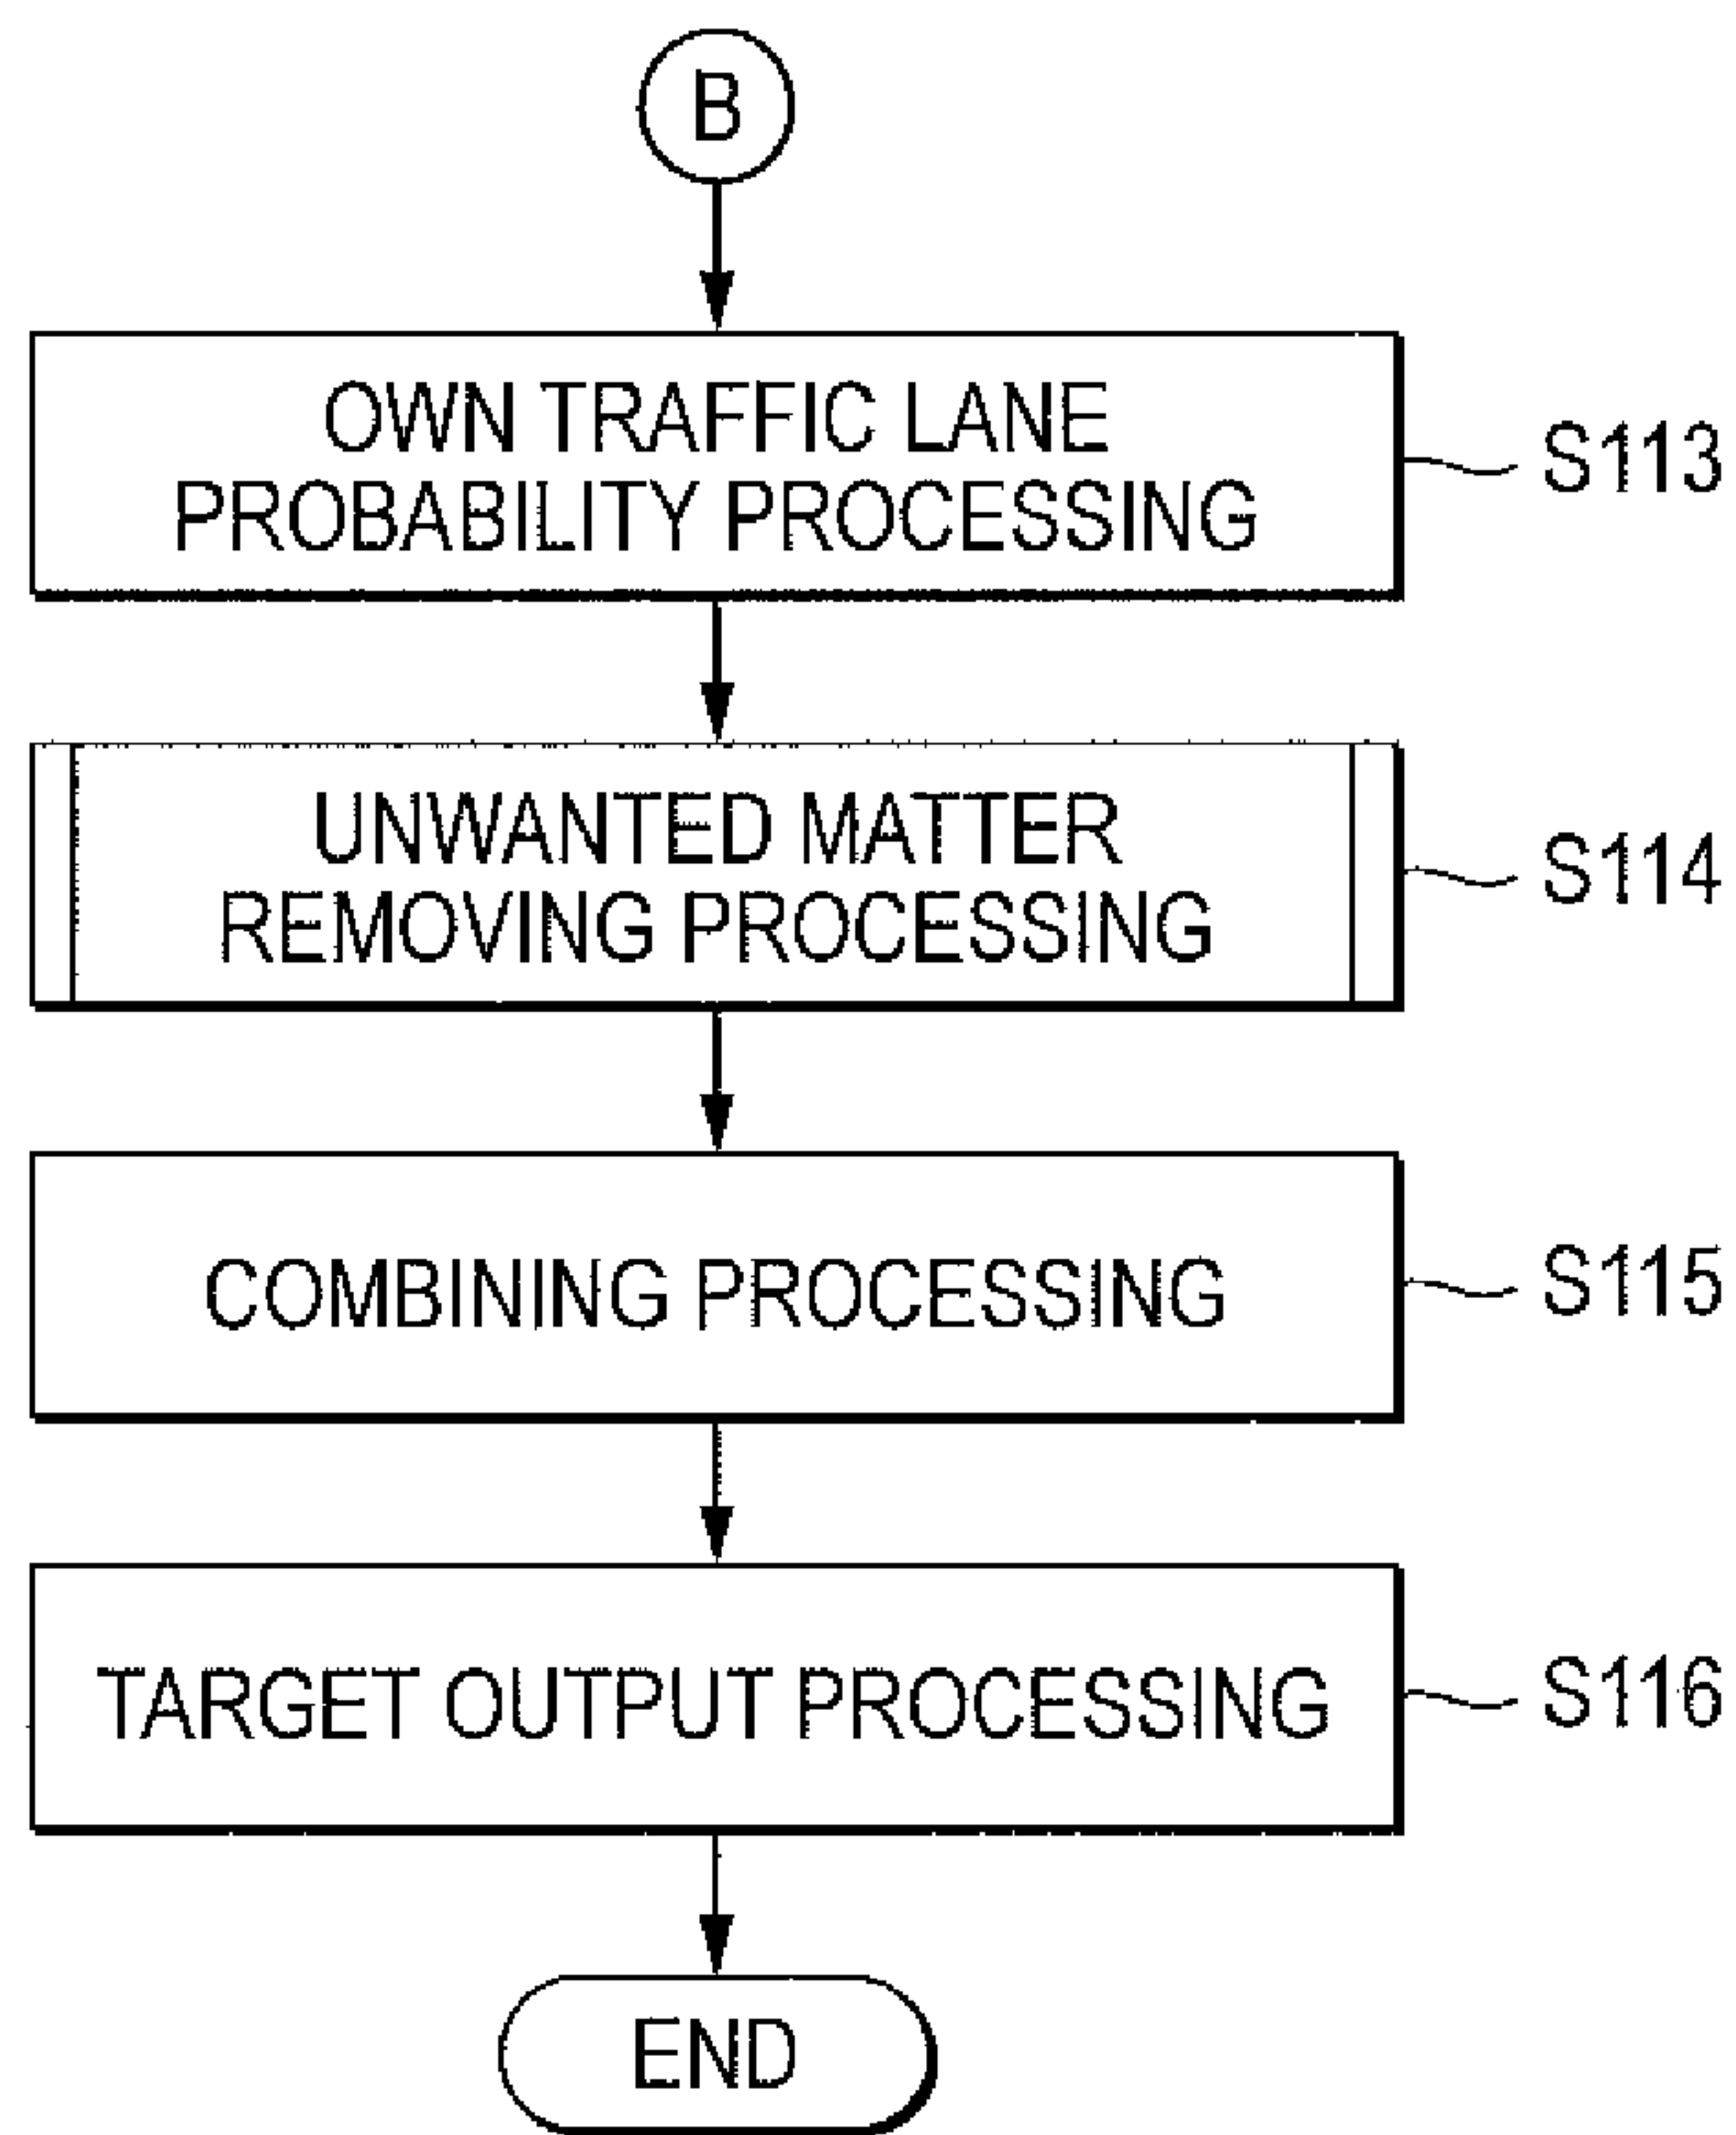 B
OWN TRAFFIC LANE
PROBABILITY PROCESSING
S113
UNWANTED MATTER
REMOVING PROCESSING
S114
COMBINING PROCESSING
S115
TARGET OUTPUT PROCESSING
S116
END